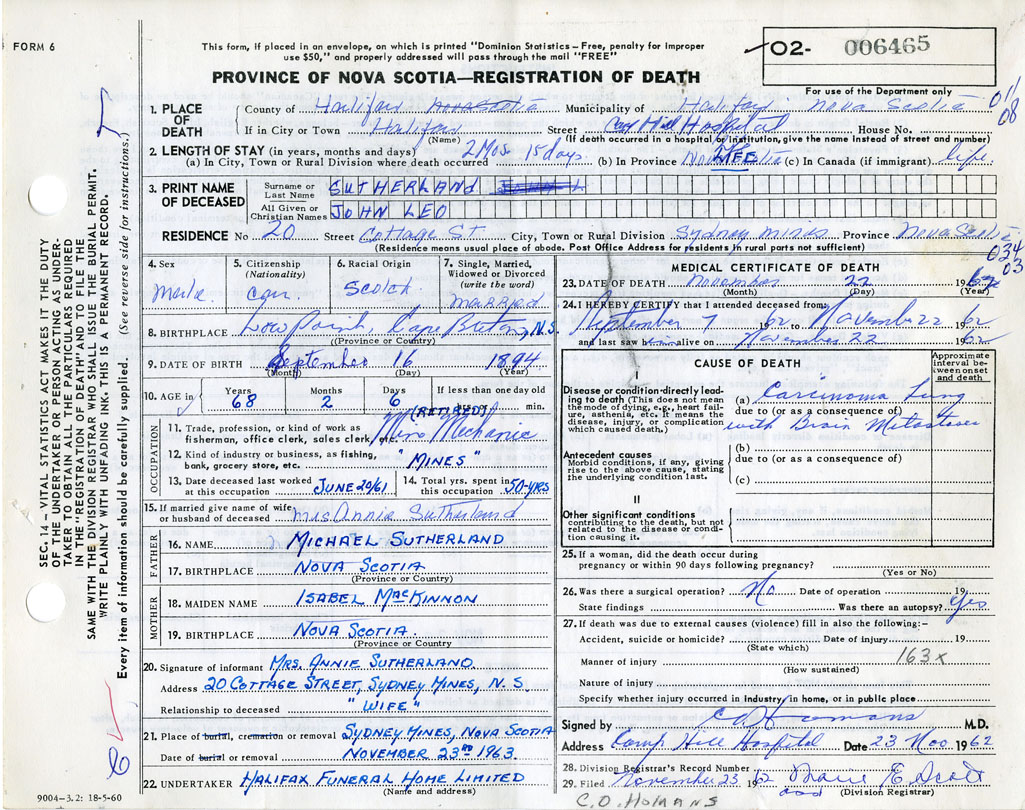 FORM 6
This form, if placed in an envelope, on which is printed "Dominion Statistics – Free, penalty for improper
use $50," and properly addressed will pass through the mail "FREE"
O2- 006465
PROVINCE OF NOVA SCOTIA—REGISTRATION OF DEATH
For use of the Department only
011
08
1. PLACE OF DEATH
County of Halifax Nova Scotia Municipality of Halifax Nova Scotia
If in City or Town Halifax (Name) Street Camp Hill Hospital House No.
(If death occurred in a hospital or institution, give the name instead of street and number)
2. LENGTH OF STAY (in years, months and days)
(a) In City, Town or Rural Division where death occurred 2 Mos. 15 days (b) In Province Nova Scotia LIFE (c) In Canada (if immigrant) life
3. PRINT NAME OF DECEASED
Surname or Last Name SUTHERLAND
All Given or Christian Names JOHN LEO
RESIDENCE No 20 Street Cottage St. City, Town or Rural Division Sydney Mines Province Nova Scotia
(Residence means usual place of abode. Post Office Address for residents in rural parts not sufficient)
034
03
4. Sex Male
5. Citizenship (Nationality) Can.
6. Racial Origin Scotch
7. Single, Married, Widowed or Divorced (write the word) married
8. BIRTHPLACE Low Point, Cape Breton, N.S.
(Province or Country)
9. DATE OF BIRTH September 16 1894
(Month) (Day) (Year)
10. AGE in Years 68 Months 2 Days 6 If less than one day old hrs. min.
OCCUPATION
(RETIRED)
11. Trade, profession, or kind of work as fisherman, office clerk, sales clerk, etc. Mine Mechanic
12. Kind of industry or business, as fishing, bank, grocery store, etc. "MINES"
13. Date deceased last worked at this occupation JUNE 20/61
14. Total yrs. spent in this occupation 50-yrs
15. If married give name of wife or husband of deceased Mrs Annie Sutherland
FATHER
16. NAME MICHAEL SUTHERLAND
17. BIRTHPLACE NOVA SCOTIA
(Province or Country)
MOTHER
18. MAIDEN NAME ISABEL MacKINNON
19. BIRTHPLACE NOVA SCOTIA
(Province or Country)
20. Signature of informant MRS. ANNIE SUTHERLAND
Address 20 COTTAGE STREET, SYDNEY MINES, N.S.
Relationship to deceased "WIFE"
21. Place of burial, cremation or removal SYDNEY MINES, NOVA SCOTIA
Date of burial or removal NOVEMBER 23RD 1963
22. UNDERTAKER HALIFAX FUNERAL HOME LIMITED
(Name and address)
9004-3.2: 18-5-60
MEDICAL CERTIFICATE OF DEATH
23. DATE OF DEATH November 22 1962
(Month) (Day) (Year)
24. I HEREBY CERTIFY that I attended deceased from
September 7 1962 to November 22 1962
and last saw him alive on November 22 1962
CAUSE OF DEATH
Approximate interval between onset and death
I
Disease or condition directly leading to death (This does not mean the mode of dying, e.g., heart failure, asthenia, etc. It means the disease, injury, or complication which caused death.)
(a) Carcinoma Lung
due to (or as a consequence of)
with Brain Metastases
Antecedent causes
Morbid conditions, if any, giving rise to the above cause, stating the underlying condition last.
(b)
due to (or as a consequence of)
(c)
II
Other significant conditions
contributing to the death, but not related to the disease or condition causing it.
25. If a woman, did the death occur during
pregnancy or within 90 days following pregnancy?
(Yes or No)
26. Was there a surgical operation? No Date of operation 19
State findings Was there an autopsy? Yes
27. If death was due to external causes (violence) fill in also the following:–
Accident, suicide or homicide? Date of injury 19
(State which)
Manner of injury 163x
(How sustained)
Nature of injury
Specify whether injury occurred in industry, in home, or in public place
Signed by C O Homans M.D.
Address Camp Hill Hospital Date 23 Nov 1962
28. Division Registrar's Record Number
29. Filed November 23 62 Marie E. Scott
(Division Registrar)
C.O. HOMANS
SEC. 14 – VITAL STATISTICS ACT MAKES IT THE DUTY
OF THE UNDERTAKER OR PERSON ACTING AS UNDER-
TAKER TO OBTAIN ALL THE PARTICULARS REQUIRED
IN THE "REGISTRATION OF DEATH" AND TO FILE THE
SAME WITH THE DIVISION REGISTRAR WHO SHALL ISSUE THE BURIAL PERMIT.
WRITE PLAINLY WITH UNFADING INK. THIS IS A PERMANENT RECORD.
Every item of information should be carefully supplied. (See reverse side for instructions.)